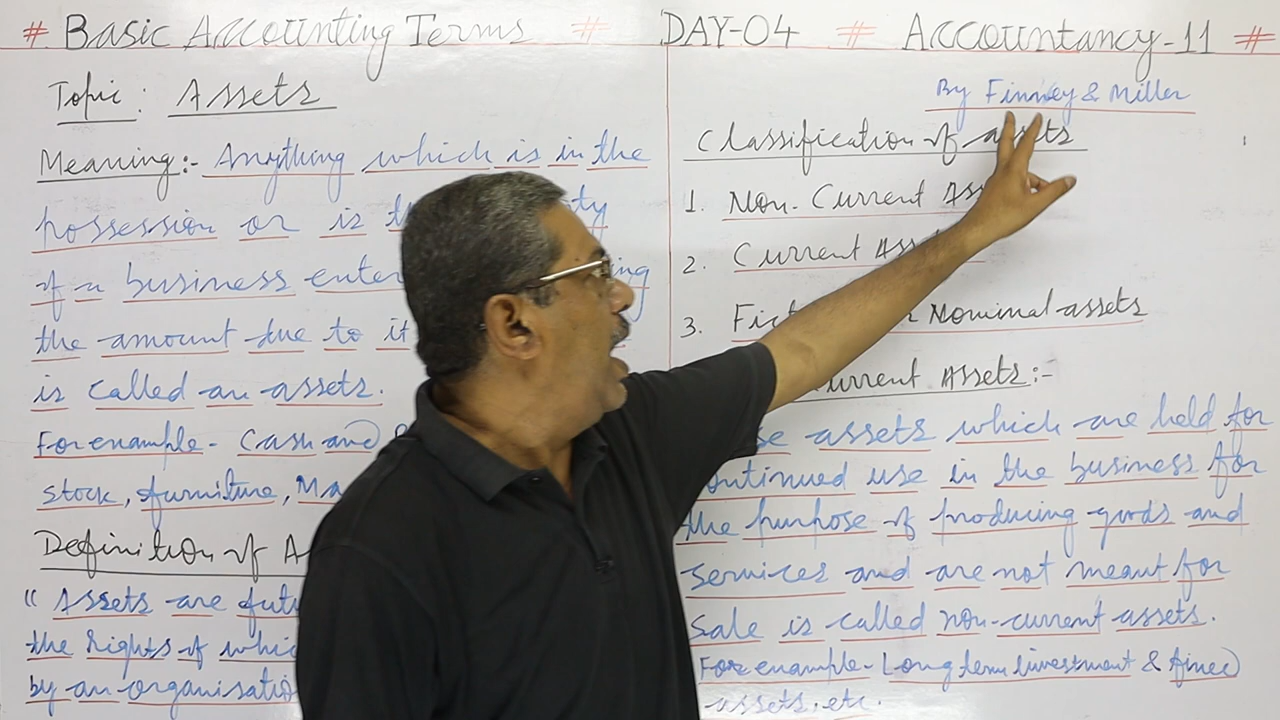 # Basic Accounting Terms # DAY-04 # Accountancy-11 #
Topic: Assets
Meaning:- Anything which is in the
possession or is
of a business
the amount due to it
is called an assets.
For example - Cash and
stock, furniture,
Definition of
" Assets are
the rights of
by an
By Finney & Miller
Classification of assets
1. Non-Current
2. Current
3. Nominal assets
Current Assets:-
assets which are held for
continued use in the business for
the purpose of producing goods and
services and are not meant for
sale is called non-current assets.
For example - Long term investment & fined
assets, etc.